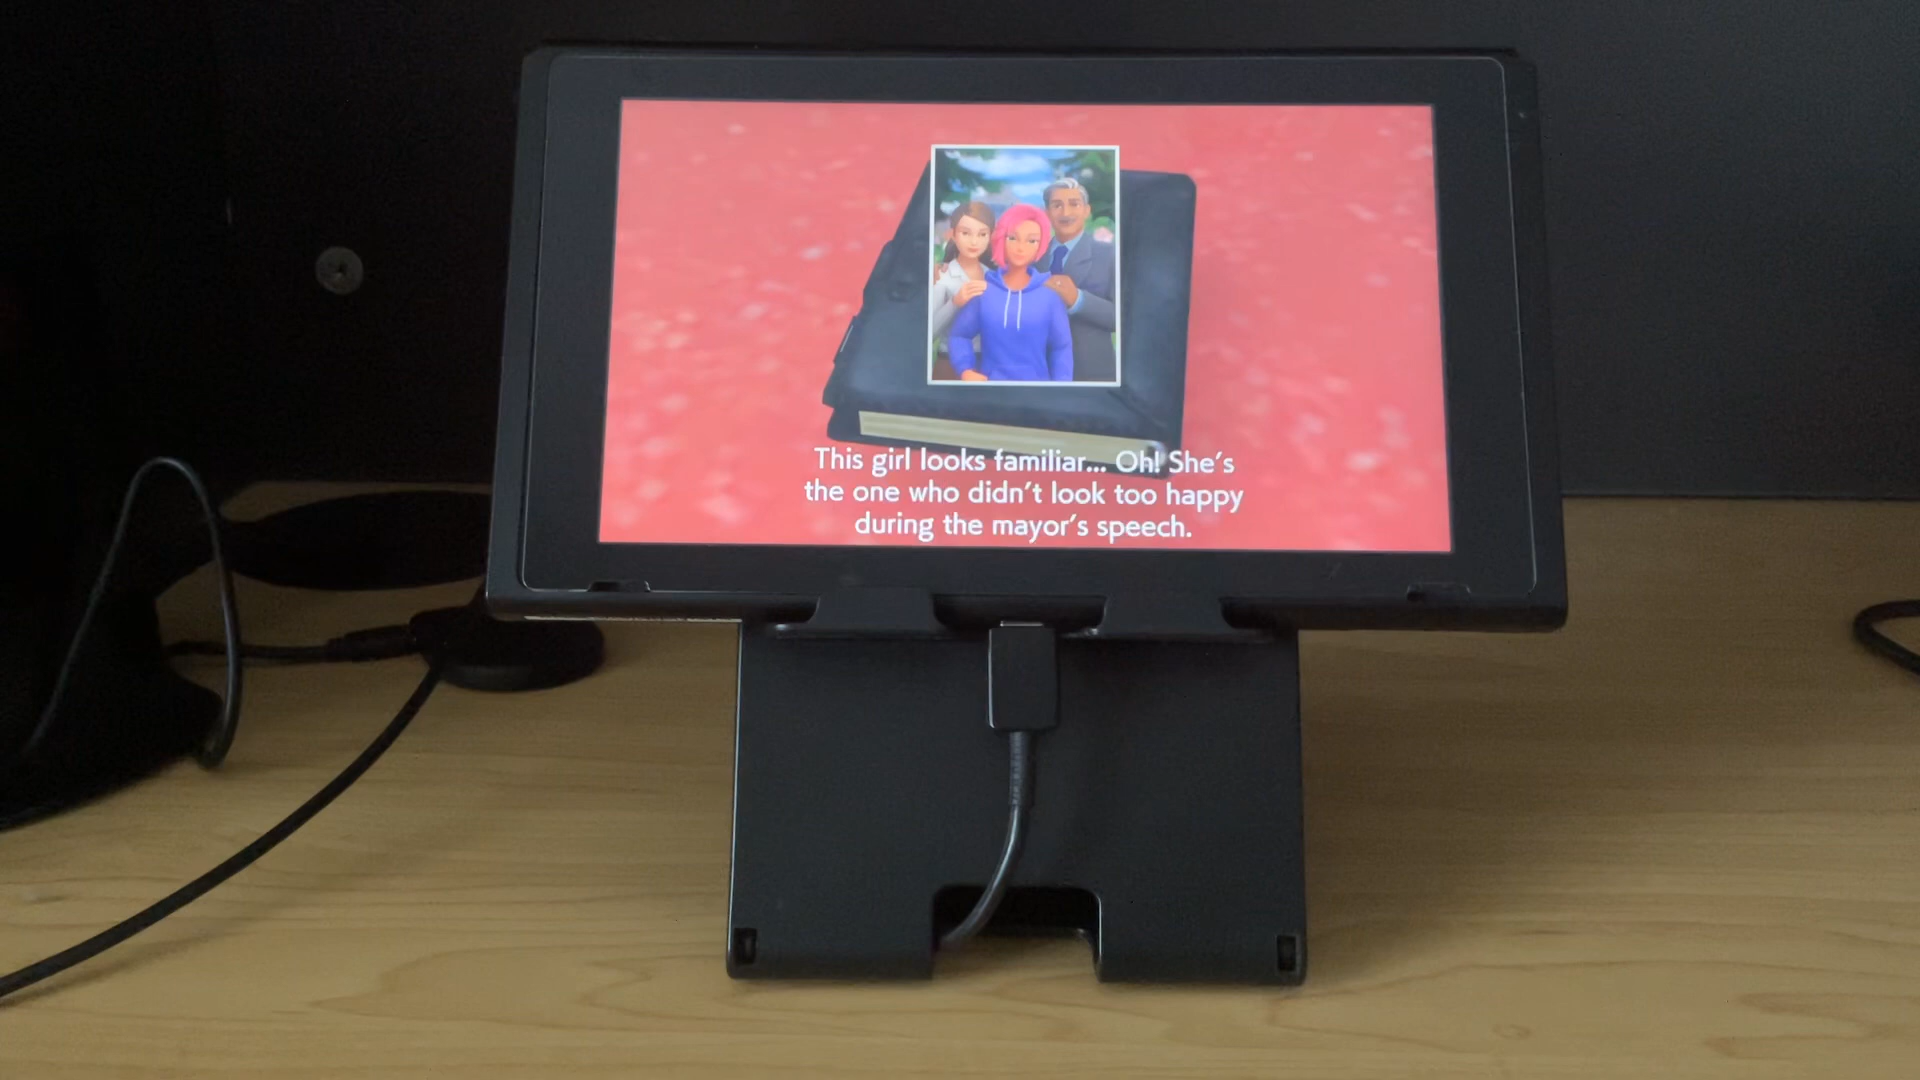 This girl looks familiar... Oh! She's
the one who didn't look too happy
during the mayor's speech.